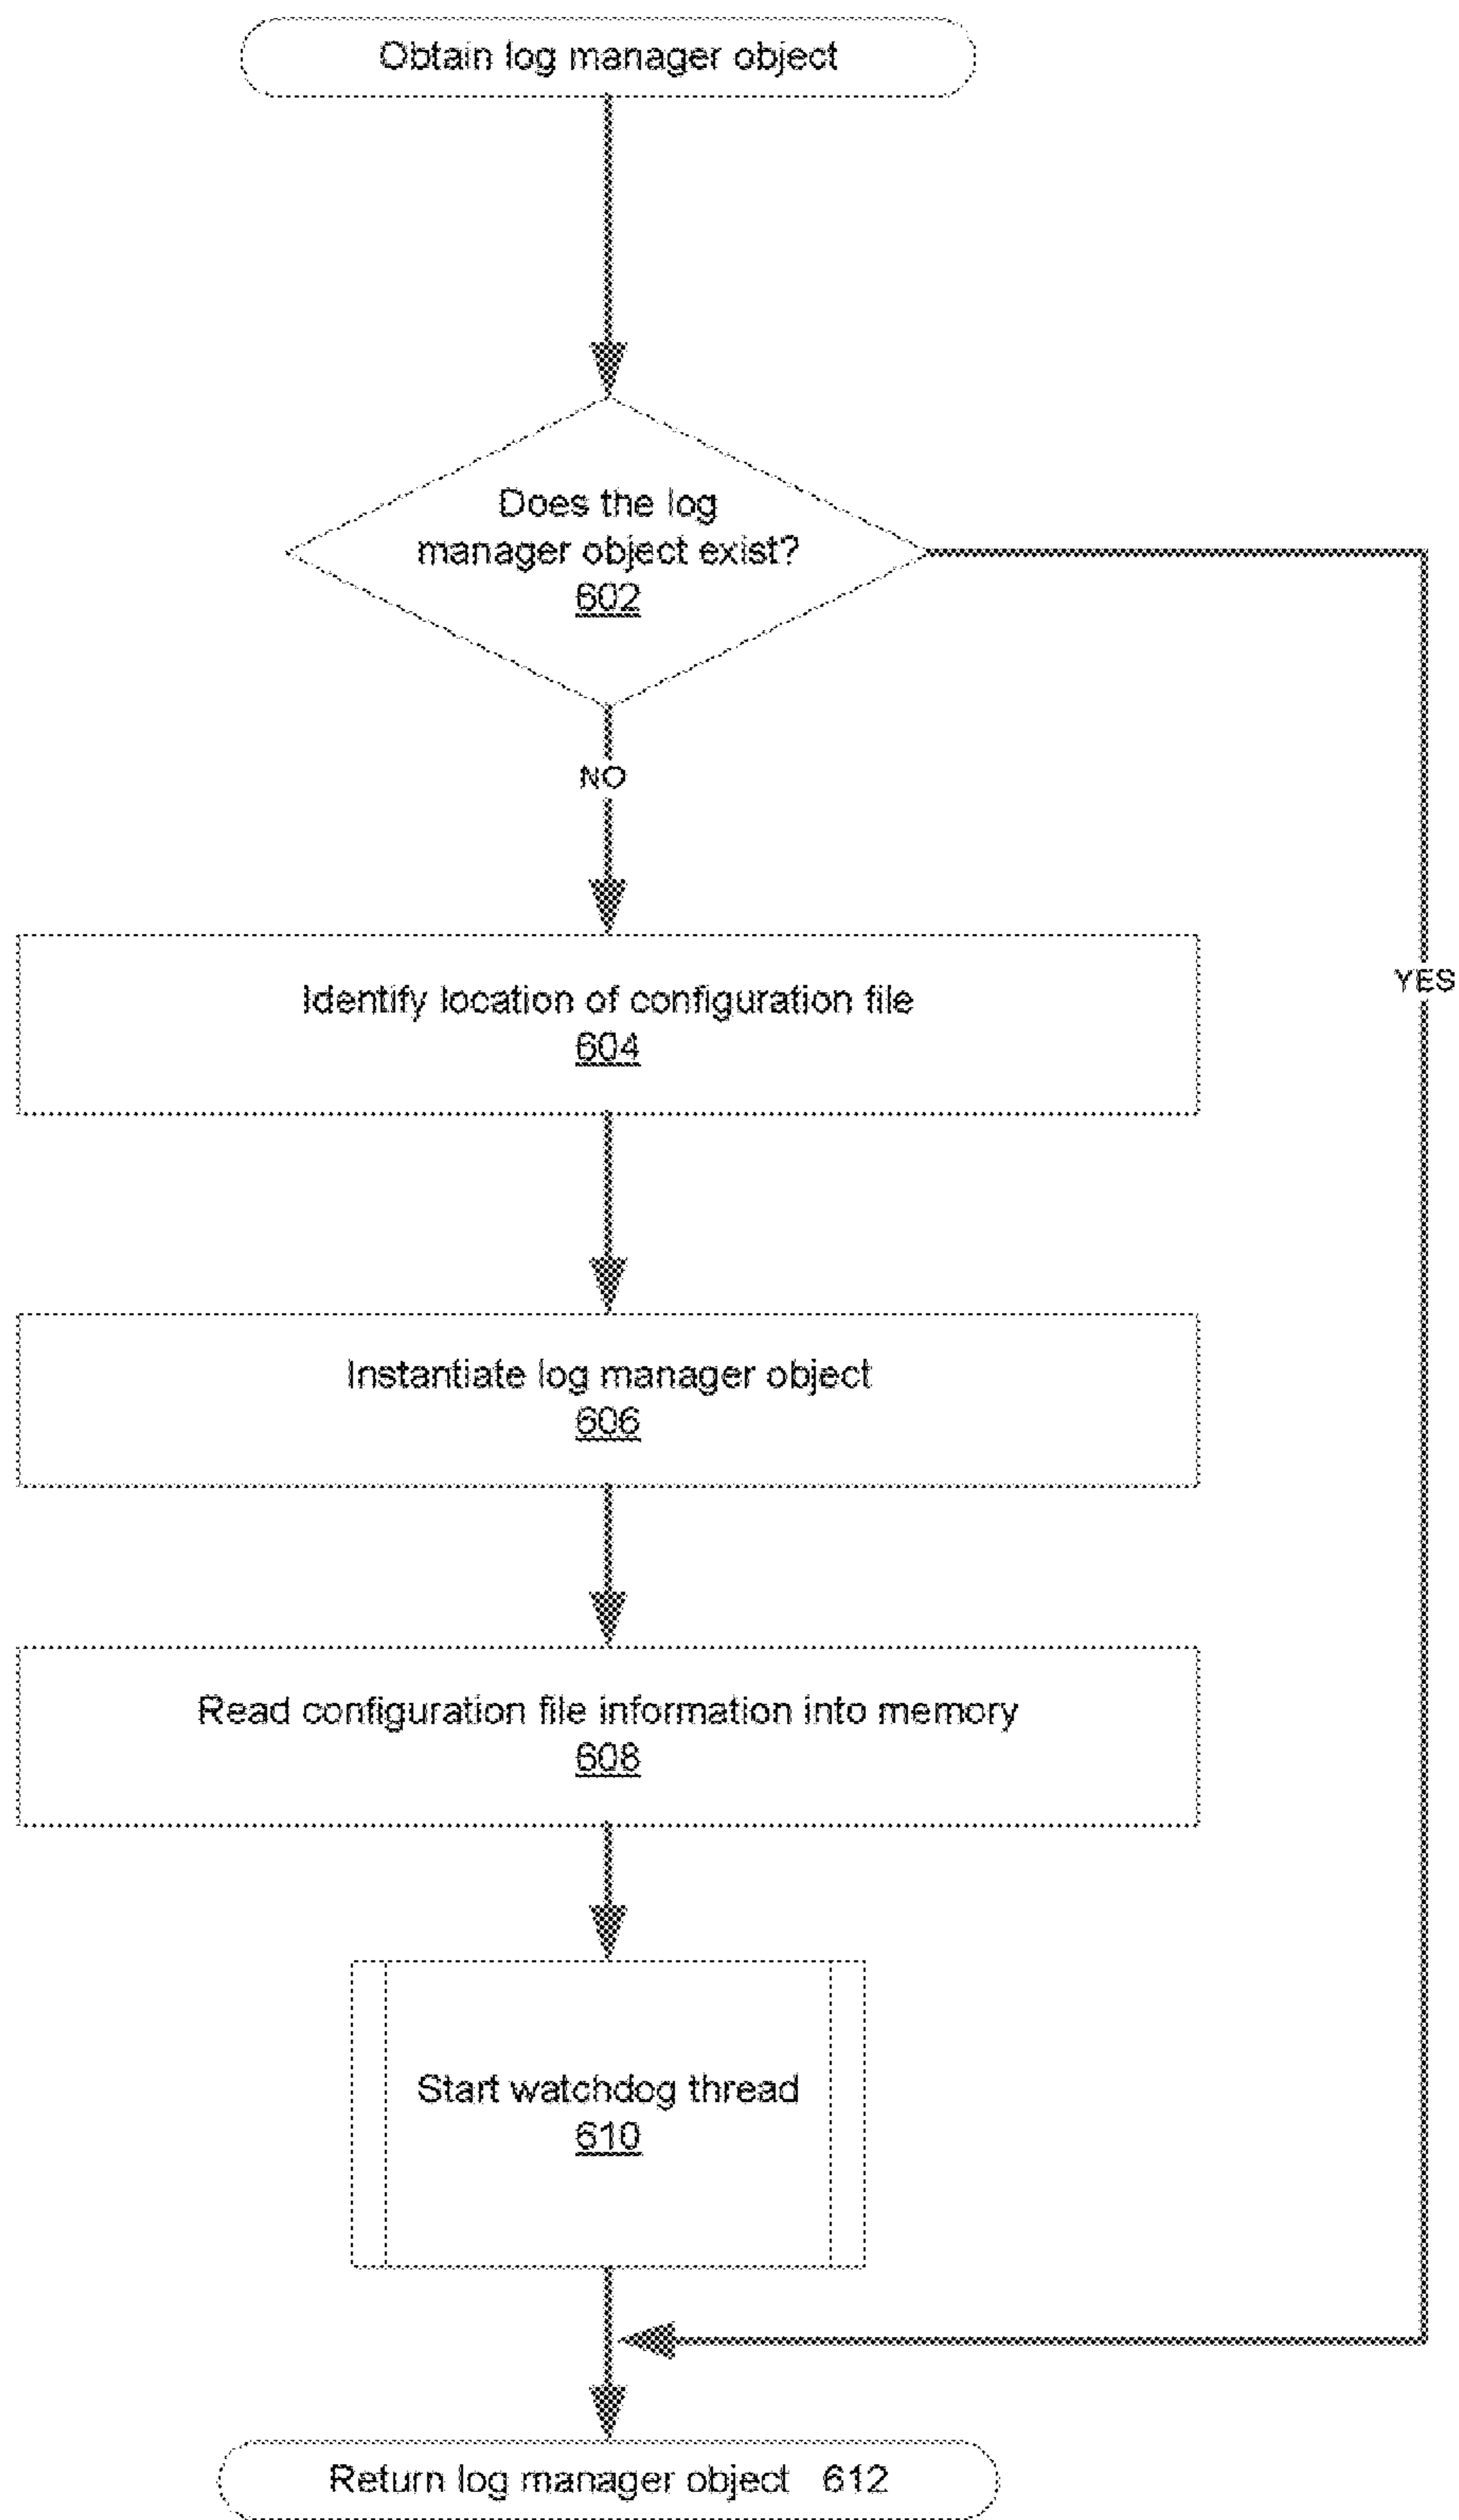 Obtain log manager object
Does the log
manager object exist?
602
NO
YES
Identify location of configuration file
604
Instantiate log manager object
606
Read configuration file information into memory
608
Start watchdog thread
610
Return log manager object 612